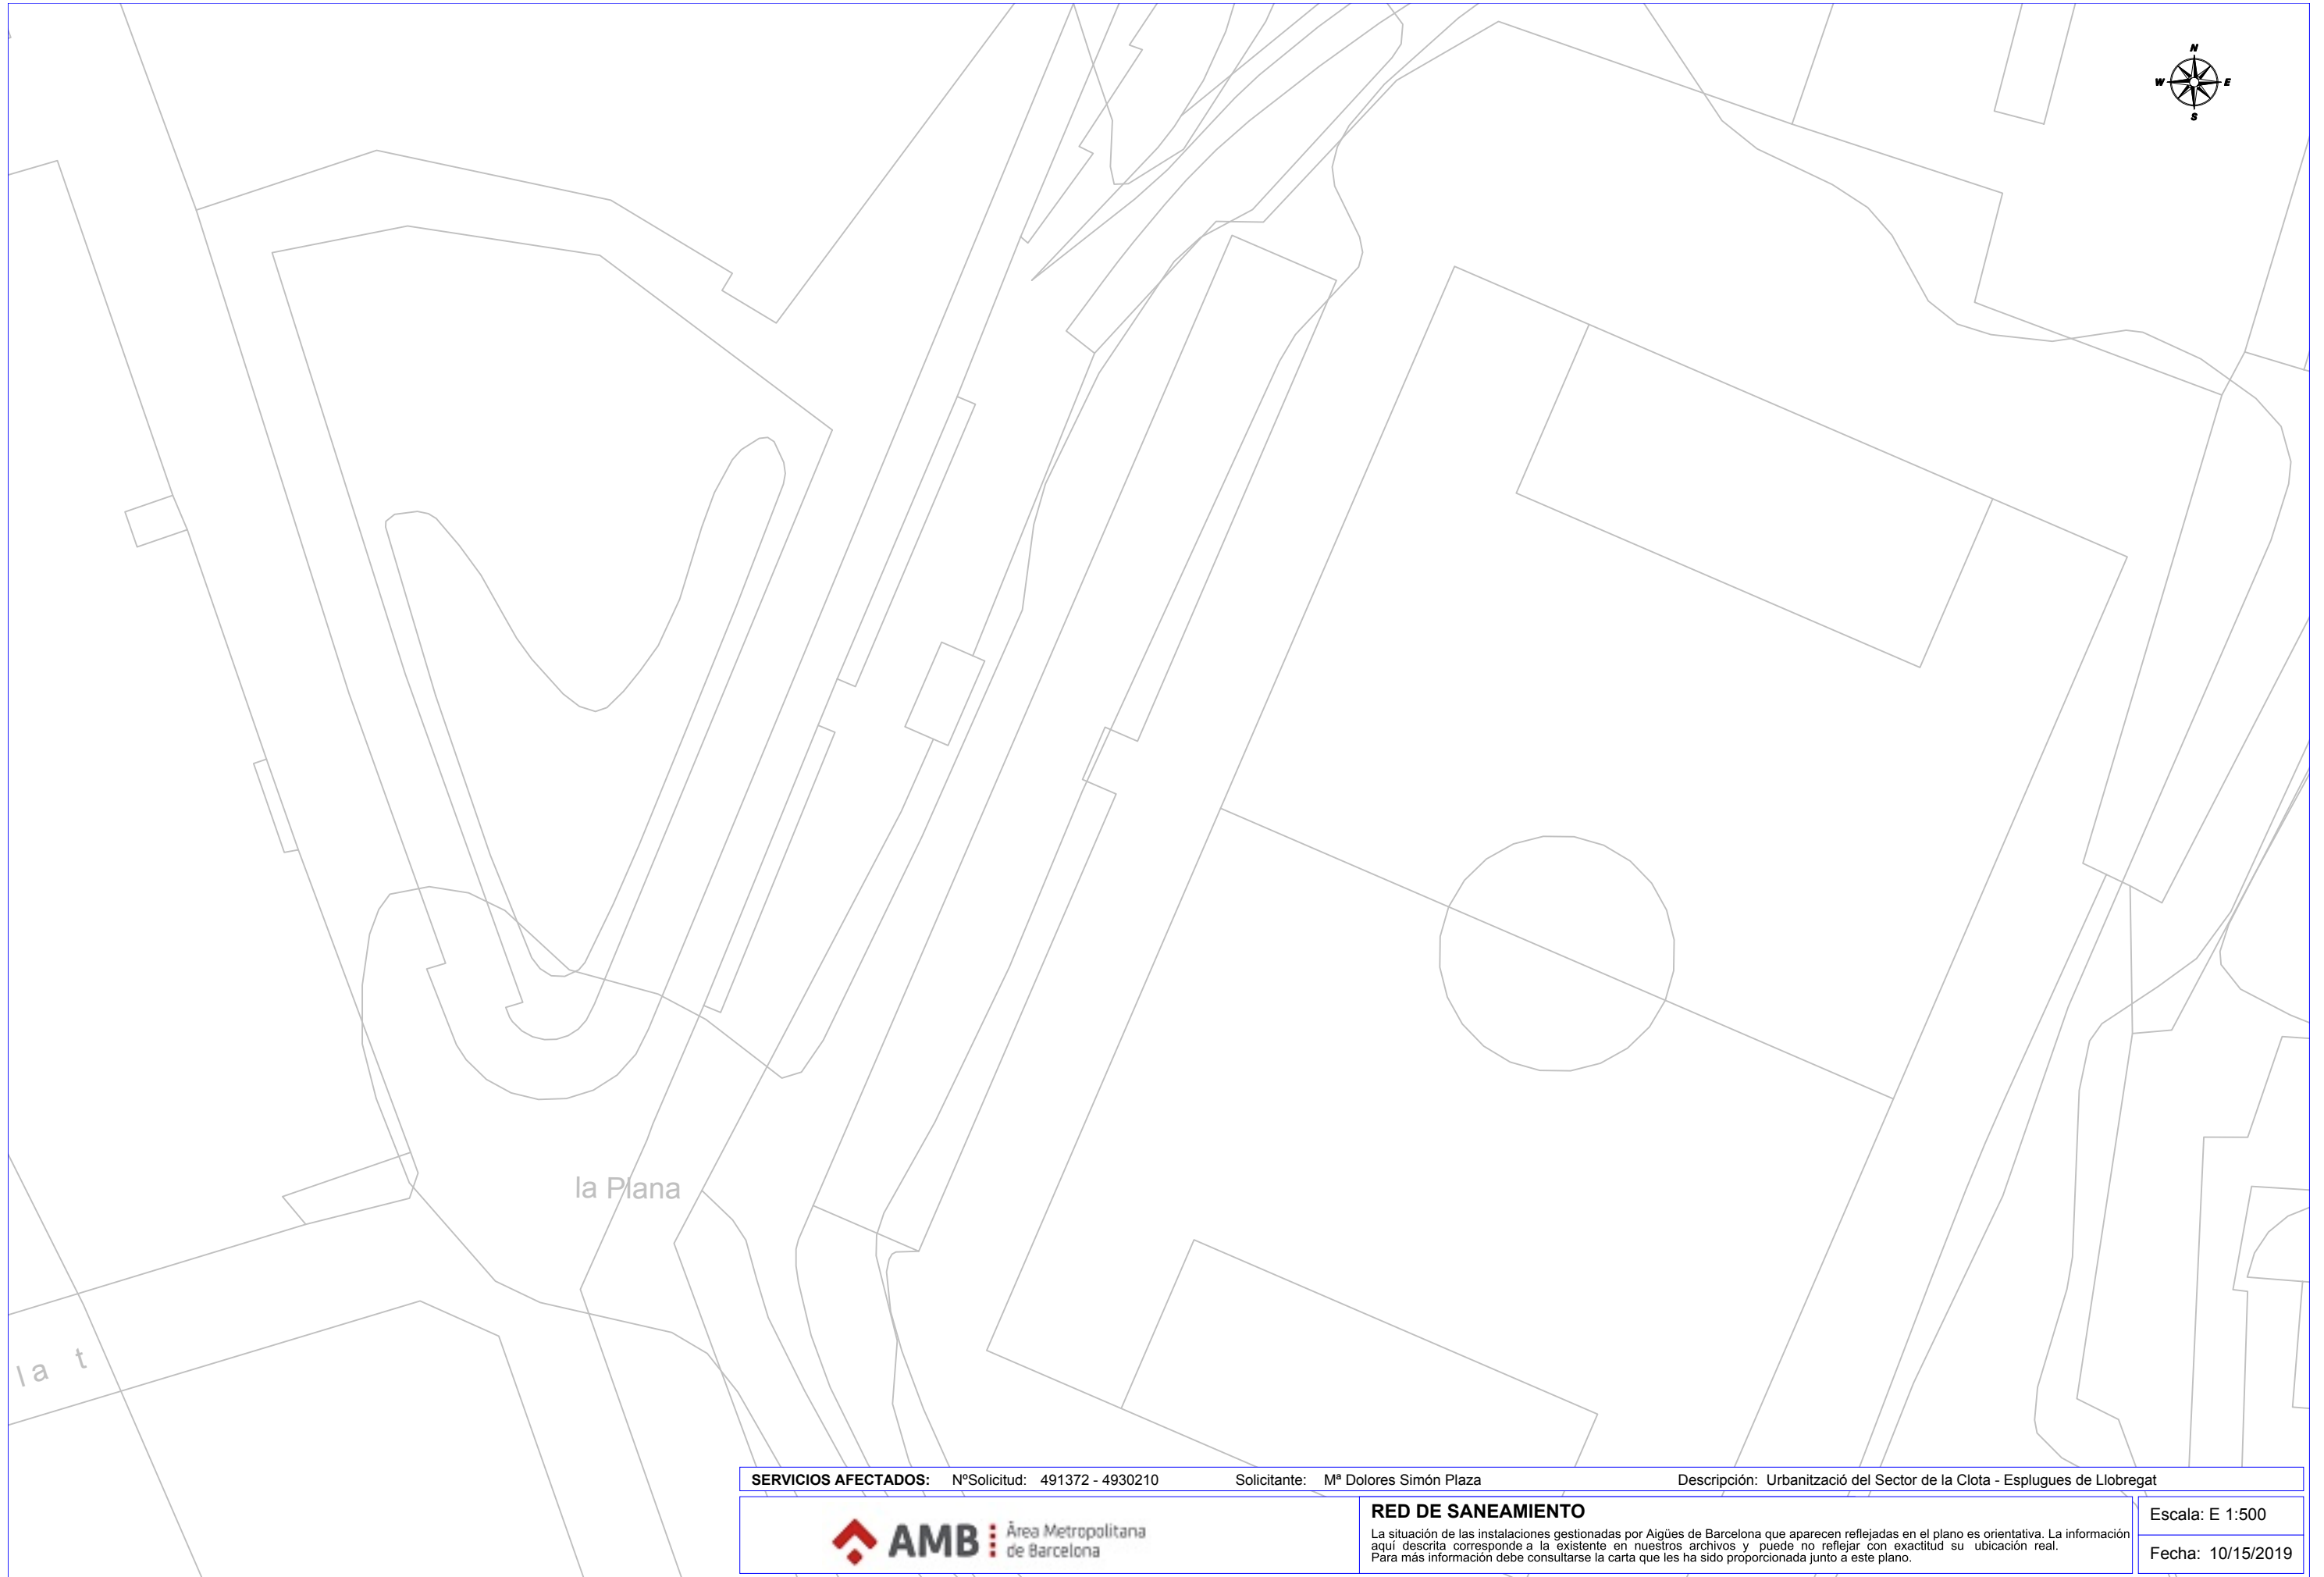 N
W E
S
la Plana
la t
SERVICIOS AFECTADOS: NºSolicitud: 491372 - 4930210 Solicitante: Mª Dolores Simón Plaza Descripción: Urbanització del Sector de la Clota - Esplugues de Llobregat
AMB Àrea Metropolitana
de Barcelona
RED DE SANEAMIENTO
La situación de las instalaciones gestionadas por Aigües de Barcelona que aparecen reflejadas en el plano es orientativa. La información
aquí descrita corresponde a la existente en nuestros archivos y puede no reflejar con exactitud su ubicación real.
Para más información debe consultarse la carta que les ha sido proporcionada junto a este plano.
Escala: E 1:500
Fecha: 10/15/2019